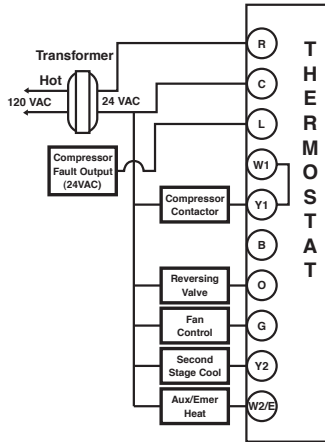 Transformer
Hot
120 VAC
24 VAC
Compressor
Fault Output
(24VAC)
Compressor
Contactor
Reversing
Valve
Fan
Control
Second
Stage Cool
Aux/Emer
Heat
R
C
L
W1
Y1
B
O
G
Y2
W2/E
THERMOSTAT